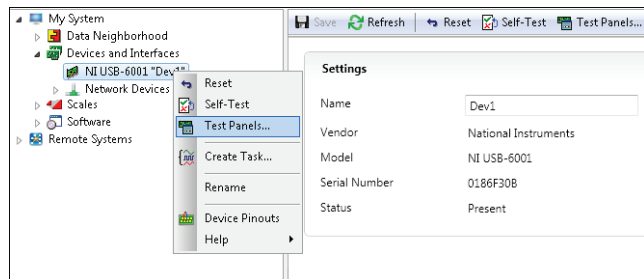 My System
Data Neighborhood
Devices and Interfaces
NI USB-6001 "Dev1"
Network Devices
Scales
Software
Remote Systems
Reset
Self-Test
Test Panels...
Create Task...
Rename
Device Pinouts
Help
Save Refresh Reset Self-Test Test Panels...
Settings
Name Dev1
Vendor National Instruments
Model NI USB-6001
Serial Number 0186F30B
Status Present